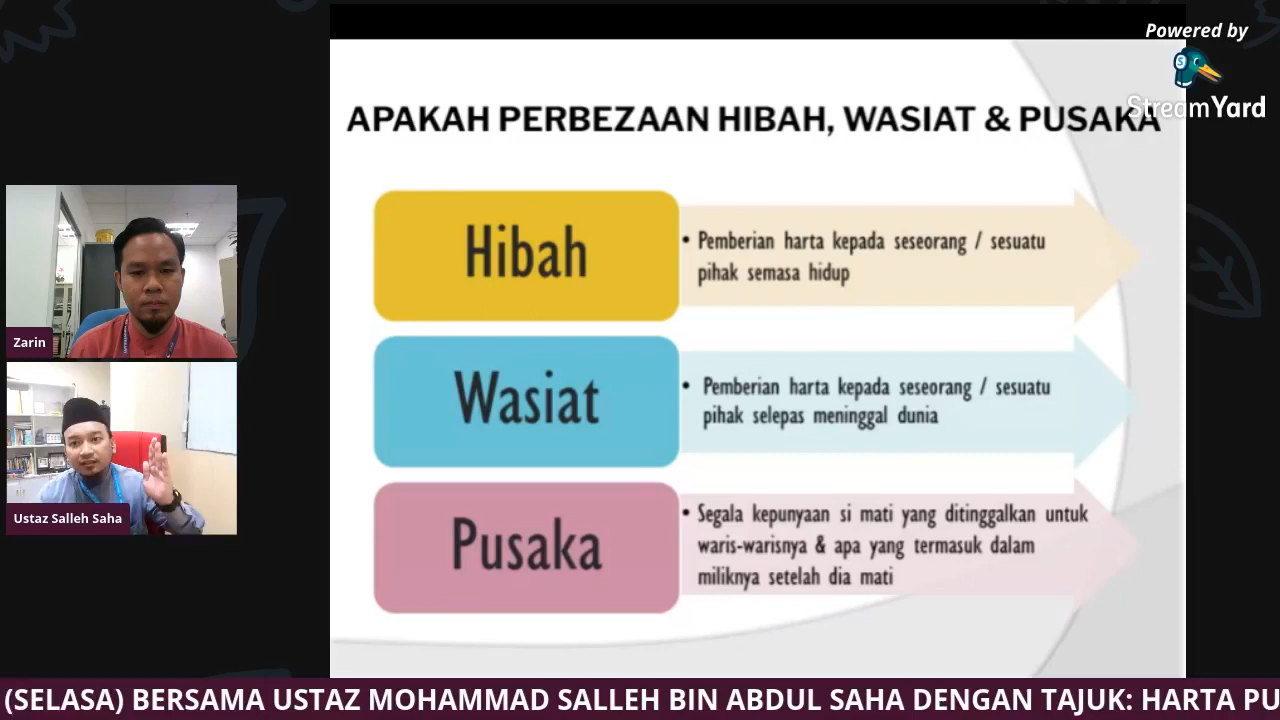 Powered by
StreamYard
APAKAH PERBEZAAN HIBAH, WASIAT & PUSAKA
Hibah
• Pemberian harta kepada seseorang / sesuatu
pihak semasa hidup
Wasiat
• Pemberian harta kepada seseorang / sesuatu
pihak selepas meninggal dunia
Pusaka
• Segala kepunyaan si mati yang ditinggalkan untuk
waris-warisnya & apa yang termasuk dalam
miliknya setelah dia mati
Zarin
Ustaz Salleh Saha
(SELASA) BERSAMA USTAZ MOHAMMAD SALLEH BIN ABDUL SAHA DENGAN TAJUK: HARTA PU